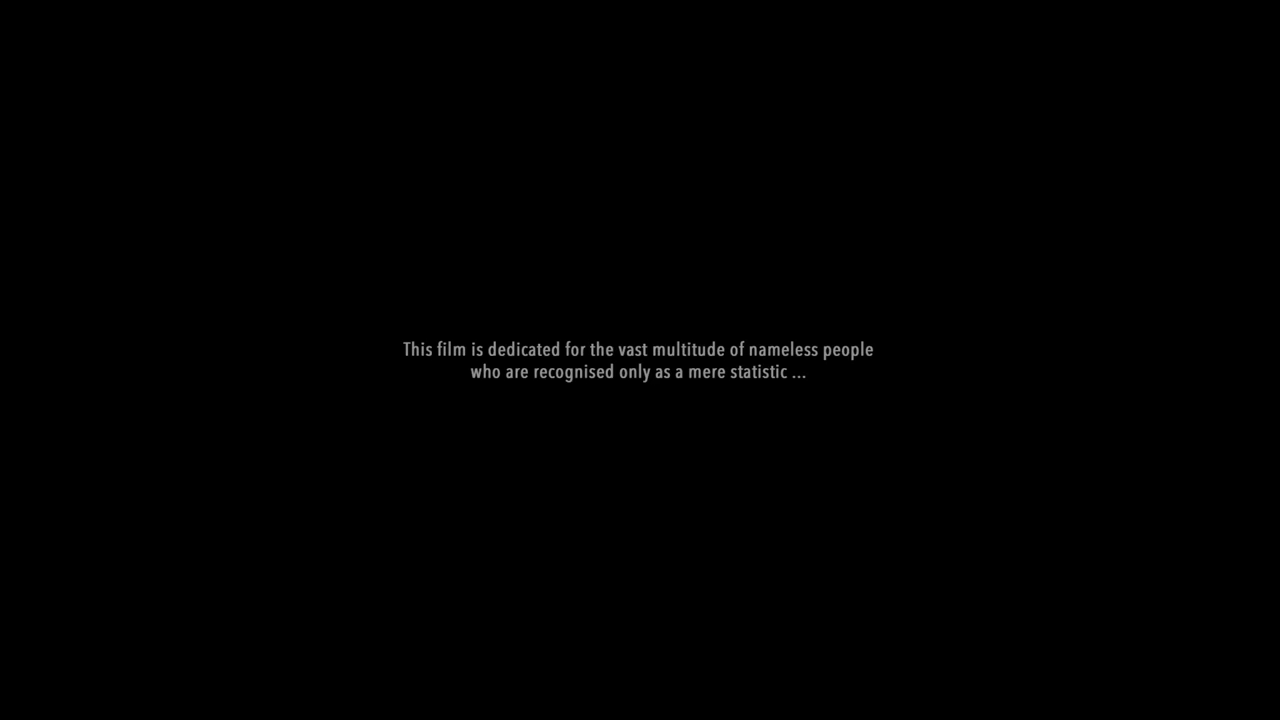 This film is dedicated for the vast multitude of nameless people
who are recognised only as a mere statistic ...